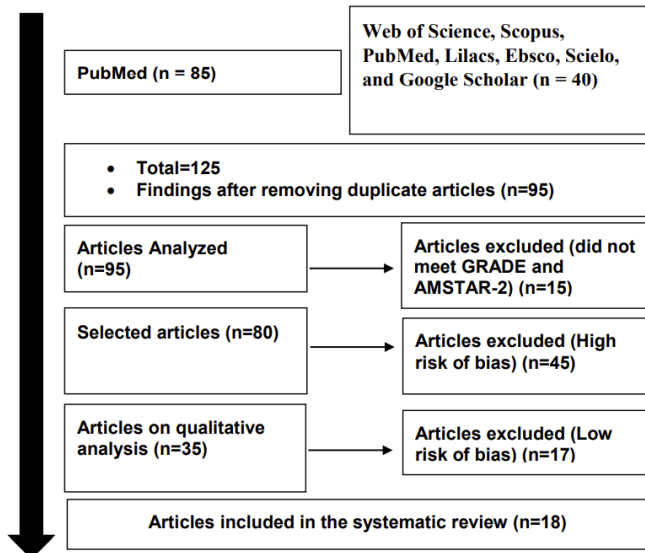 PubMed (n = 85)
Web of Science, Scopus,
PubMed, Lilacs, Ebsco, Scielo,
and Google Scholar (n = 40)
• Total=125
• Findings after removing duplicate articles (n=95)
Articles Analyzed
(n=95)
Articles excluded (did not
meet GRADE and
AMSTAR-2) (n=15)
Selected articles (n=80)
Articles excluded (High
risk of bias) (n=45)
Articles on qualitative
analysis (n=35)
Articles excluded (Low
risk of bias) (n=17)
Articles included in the systematic review (n=18)